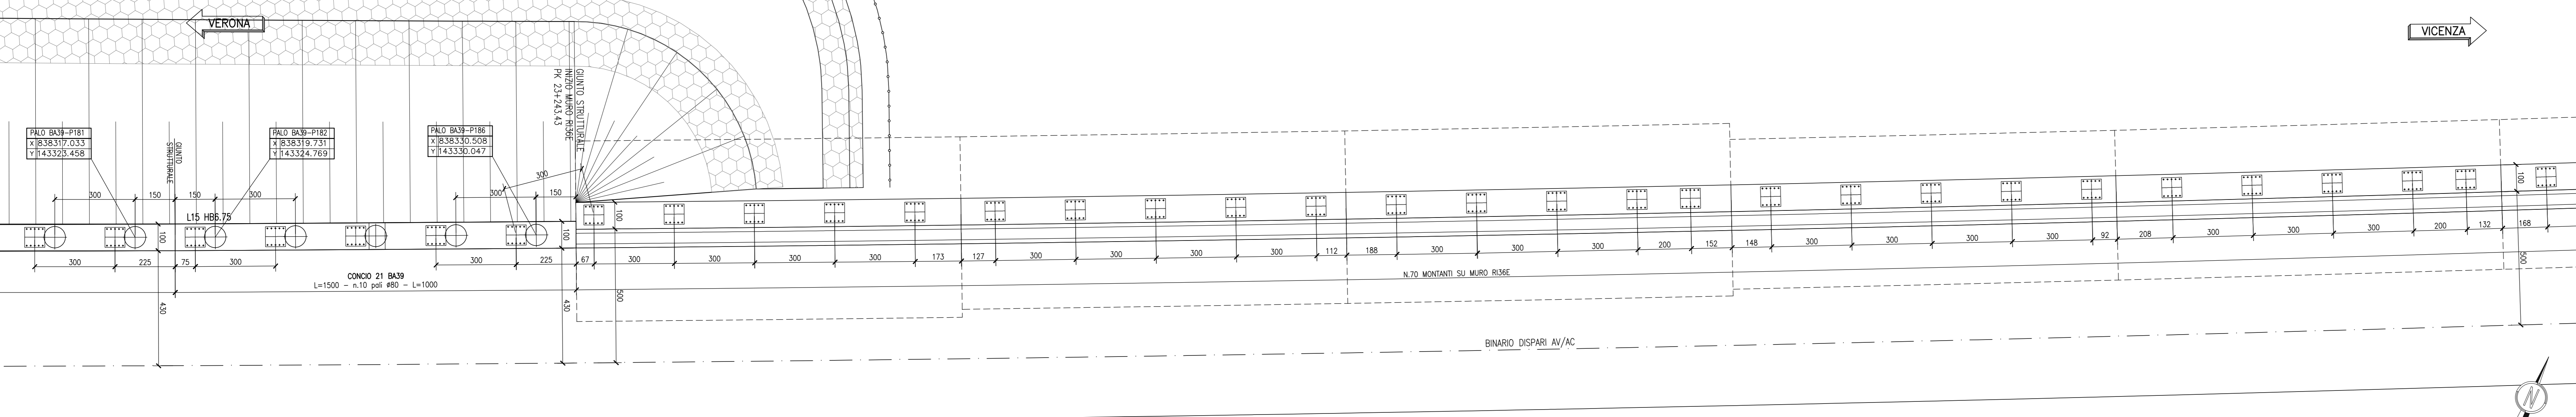 VERONA
VICENZA
GIUNTO STRUTTURALE
INIZIO MURO RI36E
PK 23+243.43
PALO BA39-P181
X 838317.033
Y 143323.458
GIUNTO
STRUTTURALE
PALO BA39-P182
X 838319.731
Y 143324.769
PALO BA39-P186
X 838330.508
Y 143330.047
300
300 150 150 300 300 150
L15 HB6.75
100
100
100
100
300 225 75 300 300 225 67 300 300 300 300 173 127 300 300 300 300 112 188 300 300 300 200 152 148 300 300 300 300 92 208 300 300 300 200 132 168
CONCIO 21 BA39
L=1500 - n.10 pali #80 - L=1000
N.70 MONTANTI SU MURO RI36E
430
430
500
500
BINARIO DISPARI AV/AC
N